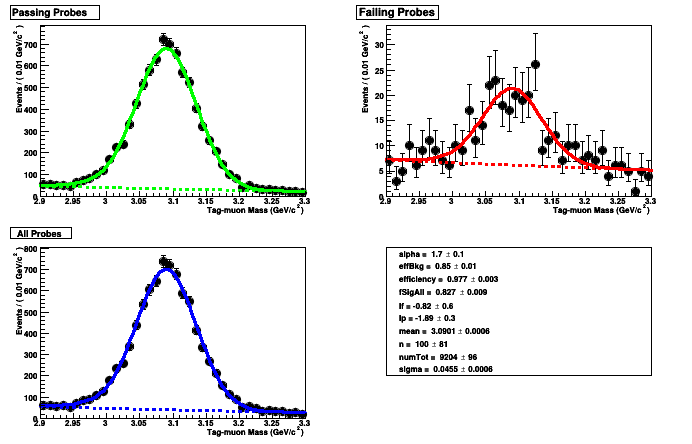 Passing Probes
Events / ( 0.01 GeV/c² )
700
600
500
400
300
200
100
0
2.9 2.95 3 3.05 3.1 3.15 3.2 3.25 3.3
Tag-muon Mass (GeV/c²)
Failing Probes
Events / ( 0.01 GeV/c² )
30
25
20
15
10
5
0
2.9 2.95 3 3.05 3.1 3.15 3.2 3.25 3.3
Tag-muon Mass (GeV/c²)
All Probes
Events / ( 0.01 GeV/c² )
800
700
600
500
400
300
200
100
0
2.9 2.95 3 3.05 3.1 3.15 3.2 3.25 3.3
Tag-muon Mass (GeV/c²)
alpha = 1.7 ± 0.1
effBkg = 0.85 ± 0.01
efficiency = 0.977 ± 0.003
fSigAll = 0.827 ± 0.009
lf = -0.82 ± 0.6
lp = -1.89 ± 0.3
mean = 3.0901 ± 0.0006
n = 100 ± 81
numTot = 9204 ± 96
sigma = 0.0455 ± 0.0006